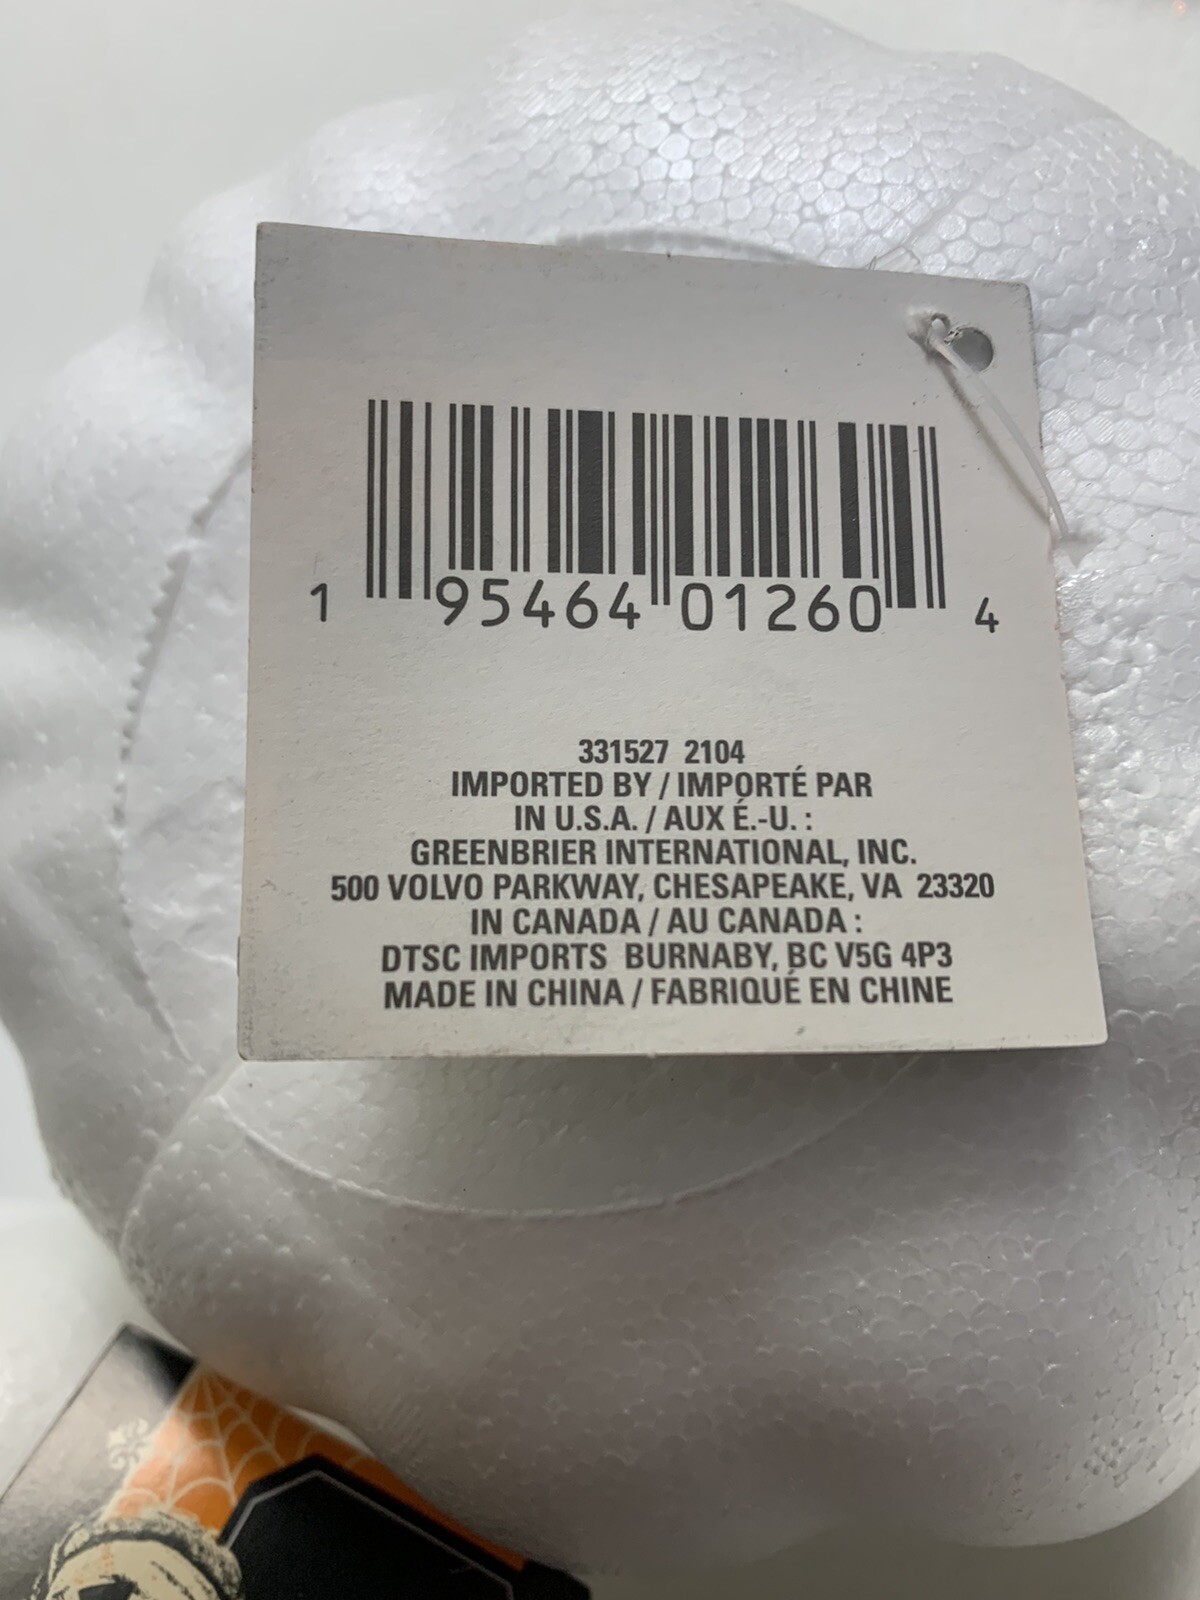 1 95464 01260 4
331527 2104
IMPORTED BY / IMPORTÉ PAR
IN U.S.A. / AUX É.-U. :
GREENBRIER INTERNATIONAL, INC.
500 VOLVO PARKWAY, CHESAPEAKE, VA 23320
IN CANADA / AU CANADA :
DTSC IMPORTS BURNABY, BC V5G 4P3
MADE IN CHINA / FABRIQUÉ EN CHINE